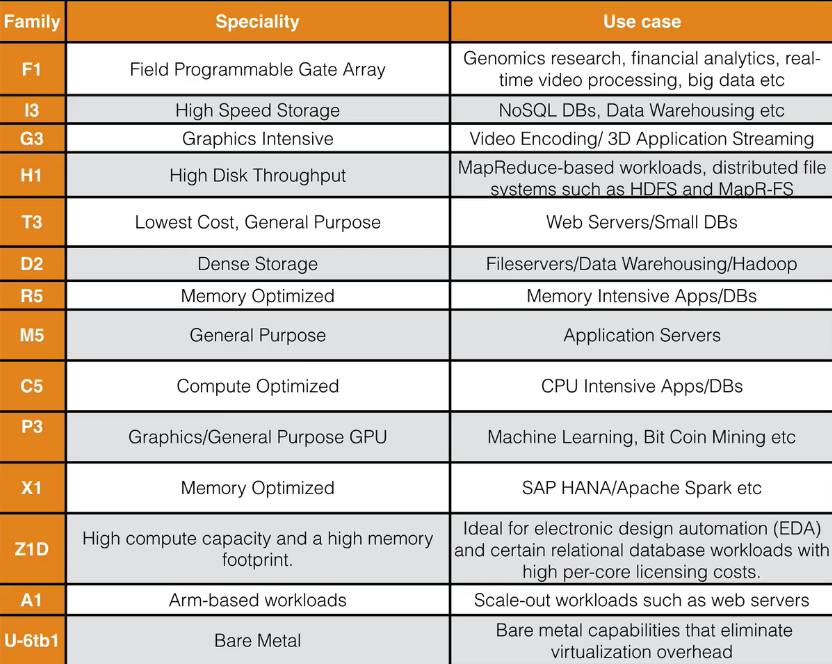 Family Speciality Use case
F1 Field Programmable Gate Array Genomics research, financial analytics, real-
time video processing, big data etc
I3 High Speed Storage NoSQL DBs, Data Warehousing etc
G3 Graphics Intensive Video Encoding/ 3D Application Streaming
H1 High Disk Throughput MapReduce-based workloads, distributed file
systems such as HDFS and MapR-FS
T3 Lowest Cost, General Purpose Web Servers/Small DBs
D2 Dense Storage Fileservers/Data Warehousing/Hadoop
R5 Memory Optimized Memory Intensive Apps/DBs
M5 General Purpose Application Servers
C5 Compute Optimized CPU Intensive Apps/DBs
P3 Graphics/General Purpose GPU Machine Learning, Bit Coin Mining etc
X1 Memory Optimized SAP HANA/Apache Spark etc
Z1D High compute capacity and a high memory
footprint.
Ideal for electronic design automation (EDA)
and certain relational database workloads with
high per-core licensing costs.
A1 Arm-based workloads Scale-out workloads such as web servers
U-6tb1 Bare Metal Bare metal capabilities that eliminate
virtualization overhead